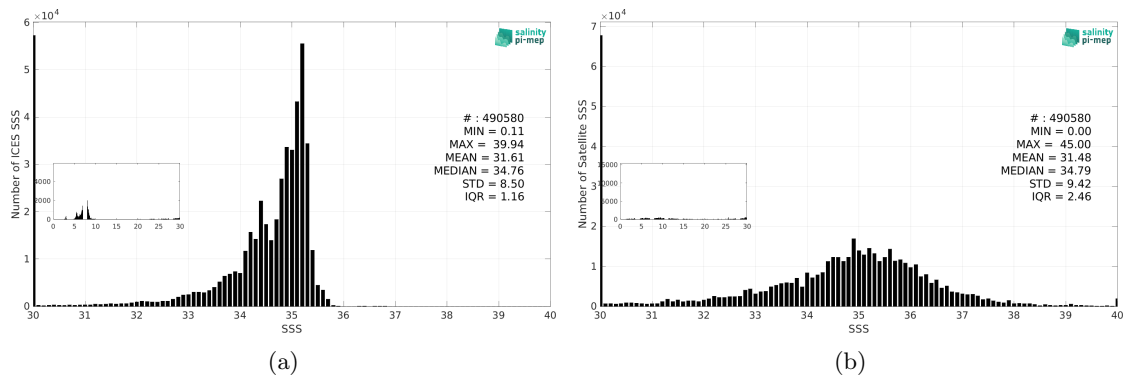 ×10⁴
6
5
4
3
2
1
0
30 31 32 33 34 35 36 37 38 39 40
SSS
Number of ICES SSS
salinity
pi-mep
# : 490580
MIN = 0.11
MAX = 39.94
MEAN = 31.61
MEDIAN = 34.76
STD = 8.50
IQR = 1.16
4000
2000
0
0 5 10 15 20 25 30
(a)
×10⁴
7
6
5
4
3
2
1
0
30 31 32 33 34 35 36 37 38 39 40
SSS
Number of Satellite SSS
salinity
pi-mep
# : 490580
MIN = 0.00
MAX = 45.00
MEAN = 31.48
MEDIAN = 34.79
STD = 9.42
IQR = 2.46
15000
10000
5000
0
0 5 10 15 20 25 30
(b)